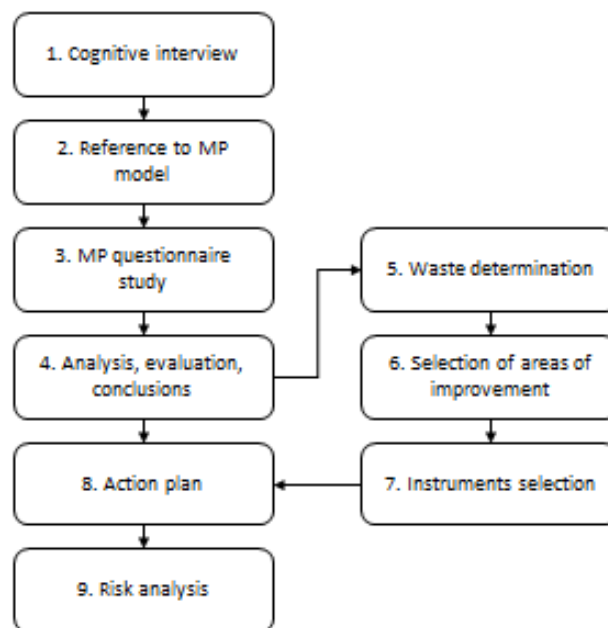 1. Cognitive interview
2. Reference to MP
model
3. MP questionnaire
study
4. Analysis, evaluation,
conclusions
5. Waste determination
6. Selection of areas of
improvement
7. Instruments selection
8. Action plan
9. Risk analysis